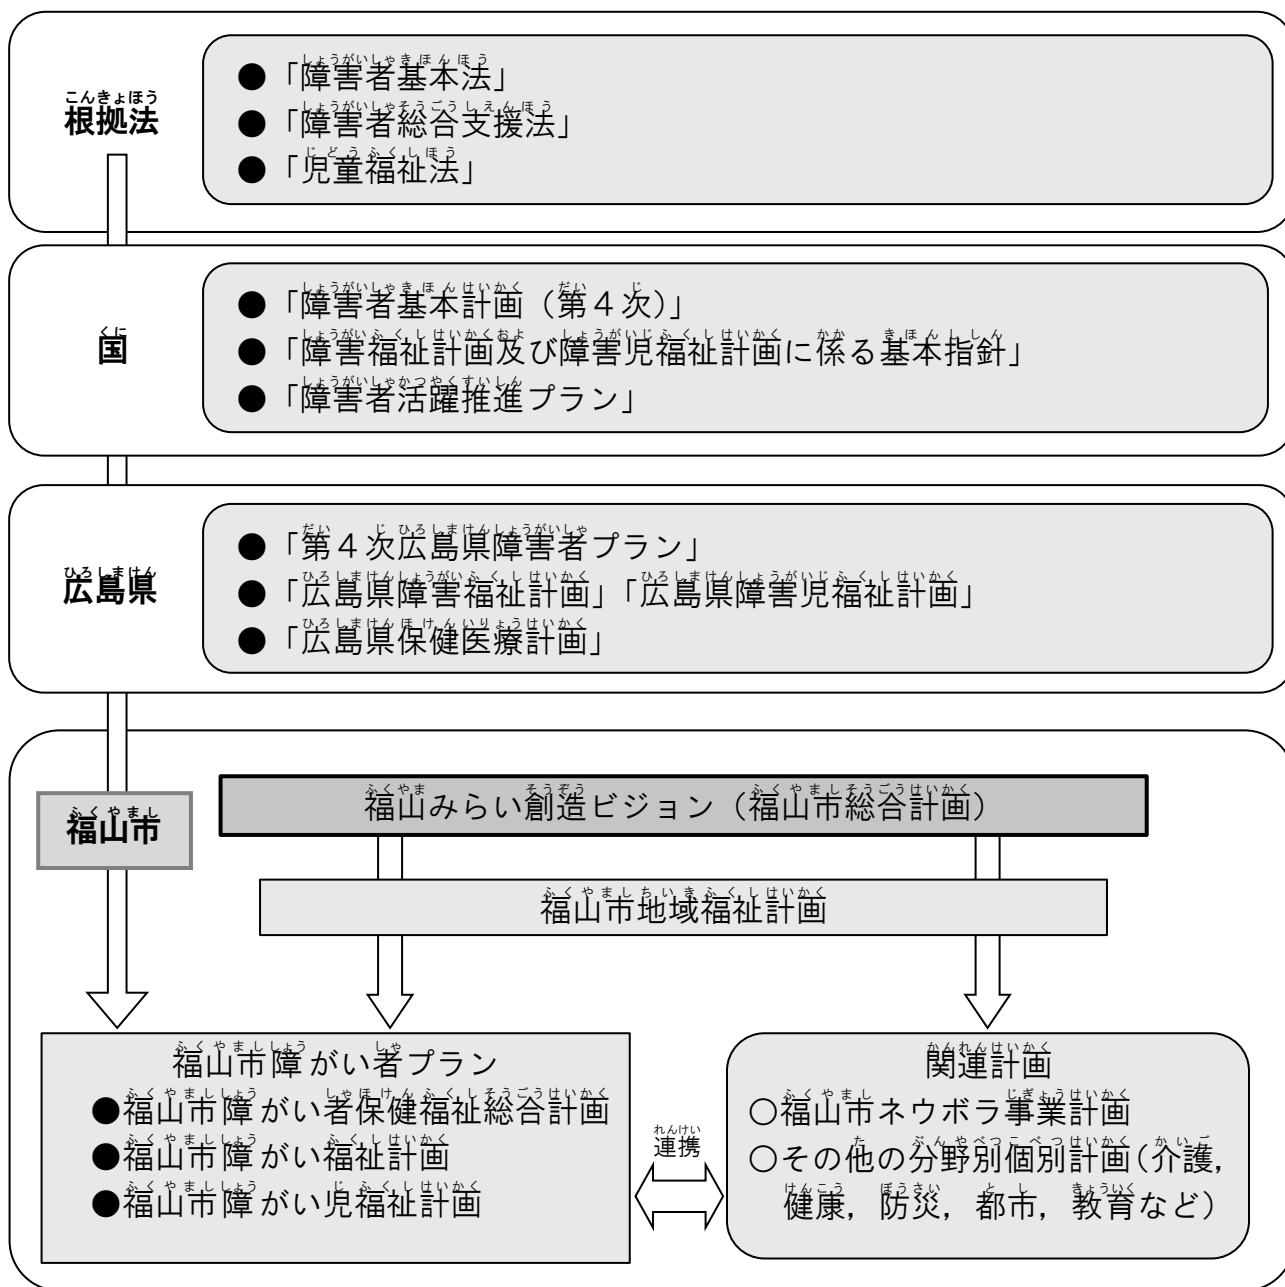 根拠法
●「障害者基本法」
●「障害者総合支援法」
●「児童福祉法」
国
●「障害者基本計画（第４次）」
●「障害福祉計画及び障害児福祉計画に係る基本指針」
●「障害者活躍推進プラン」
広島県
●「第４次広島県障害者プラン」
●「広島県障害福祉計画」「広島県障害児福祉計画」
●「広島県保健医療計画」
福山市
福山みらい創造ビジョン（福山市総合計画）
福山市地域福祉計画
福山市障がい者プラン
●福山市障がい者保健福祉総合計画
●福山市障がい福祉計画
●福山市障がい児福祉計画
連携
関連計画
○福山市ネウボラ事業計画
○その他の分野別個別計画（介護，
健康，防災，都市，教育など）